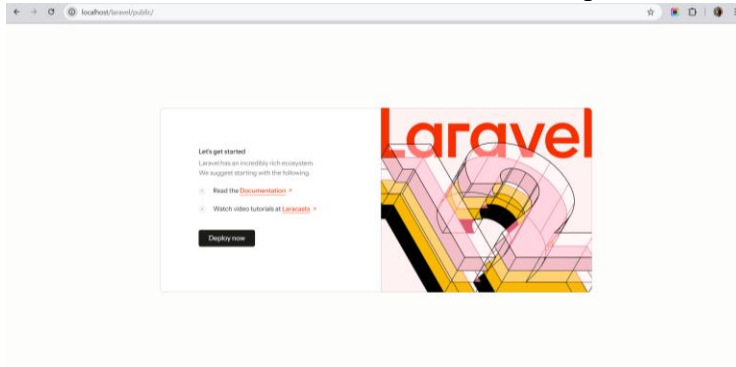 localhost/laravel/public/
Laravel
Let's get started
Laravel has an incredibly rich ecosystem.
We suggest starting with the following.
Read the Documentation
Watch video tutorials at Laracasts
Deploy now